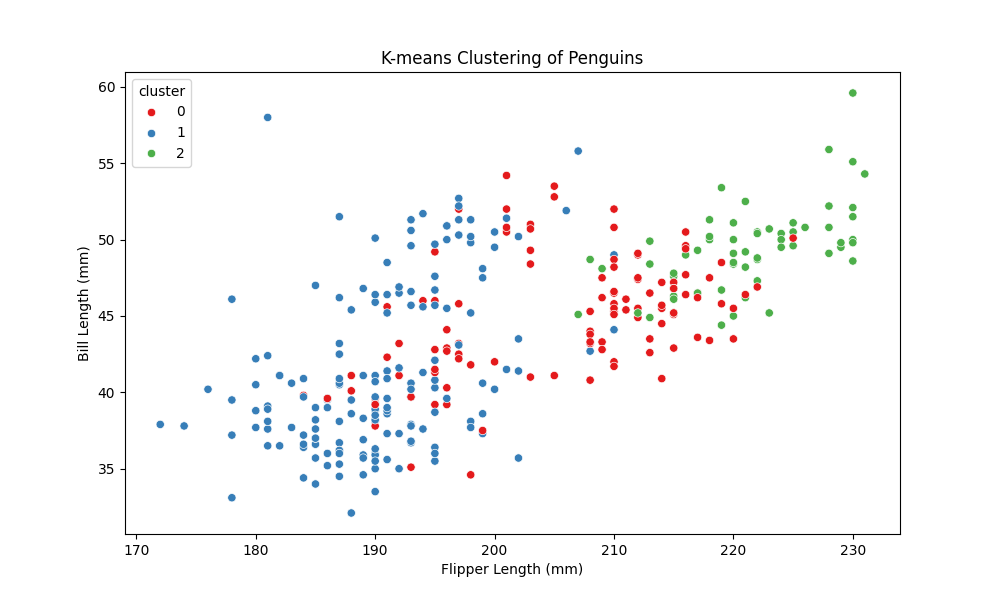 K-means Clustering of Penguins
cluster
0
1
2
Bill Length (mm)
60
55
50
45
40
35
170 180 190 200 210 220 230
Flipper Length (mm)